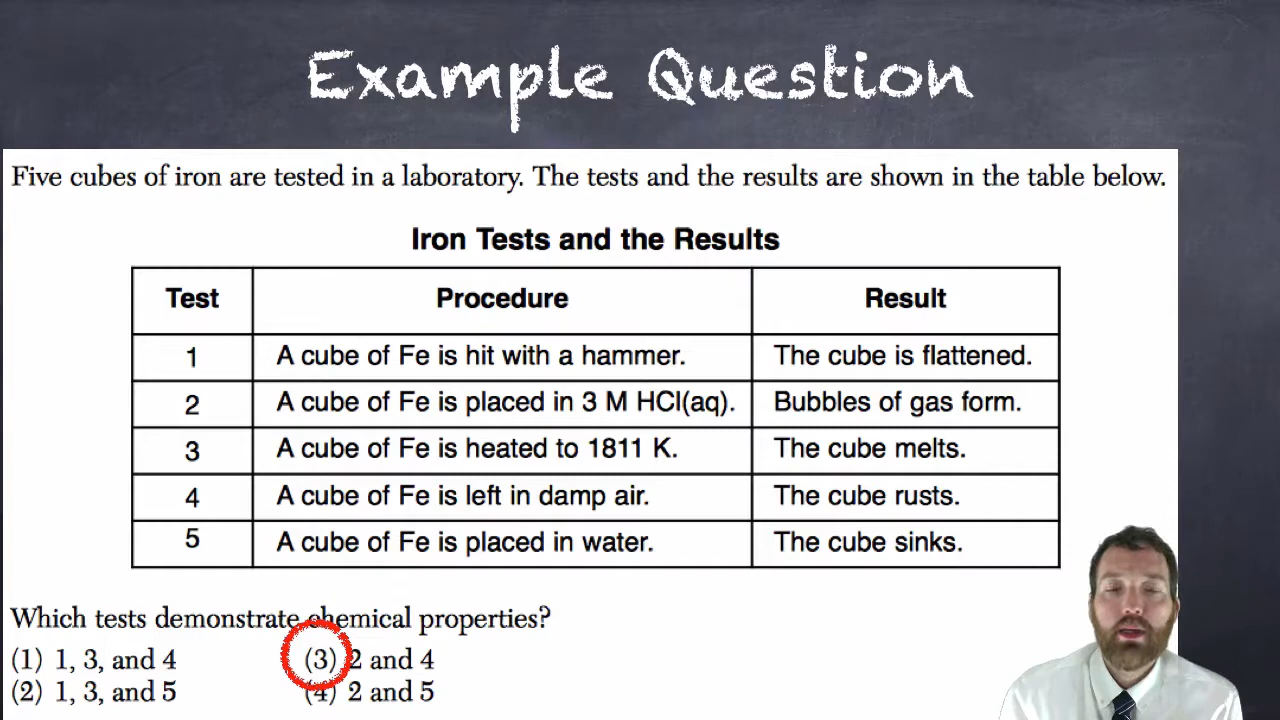 Example Question
Five cubes of iron are tested in a laboratory. The tests and the results are shown in the table below.
Iron Tests and the Results
Test Procedure Result
1 A cube of Fe is hit with a hammer. The cube is flattened.
2 A cube of Fe is placed in 3 M HCl(aq). Bubbles of gas form.
3 A cube of Fe is heated to 1811 K. The cube melts.
4 A cube of Fe is left in damp air. The cube rusts.
5 A cube of Fe is placed in water. The cube sinks.
Which tests demonstrate chemical properties?
(1) 1, 3, and 4 (3) 2 and 4
(2) 1, 3, and 5 (4) 2 and 5